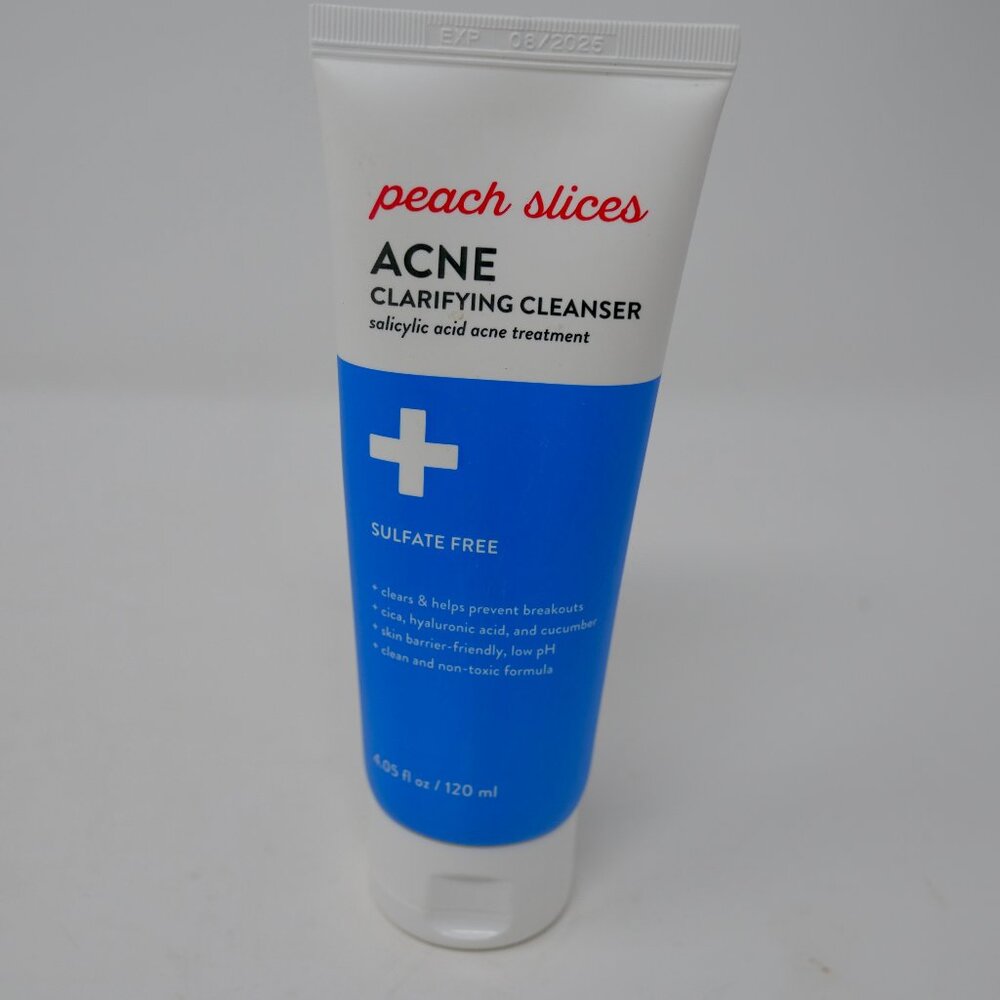 EXP 08/2025
peach slices
ACNE
CLARIFYING CLEANSER
salicylic acid acne treatment
SULFATE FREE
+ clears & helps prevent breakouts
+ cica, hyaluronic acid, and cucumber
+ skin barrier-friendly, low pH
+ clean and non-toxic formula
4.05 fl oz / 120 ml